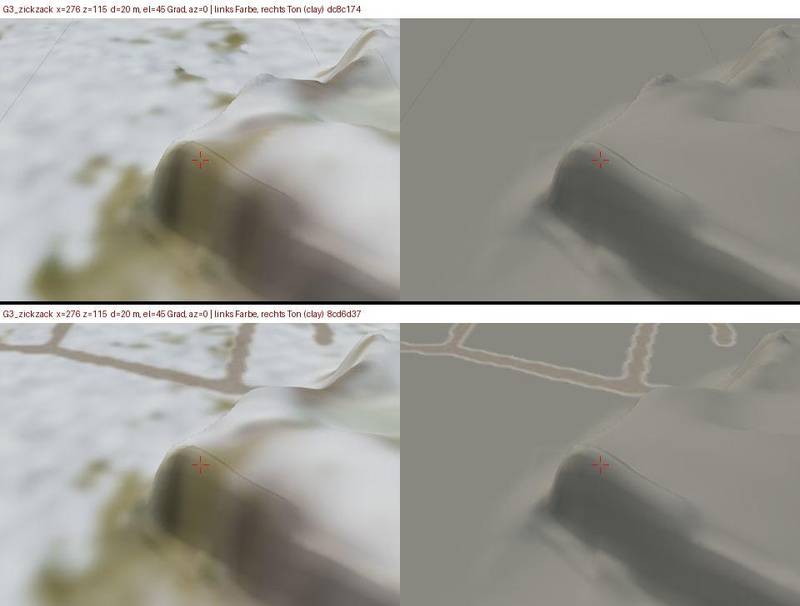 G3_zickzack x=276 z=115 d=20 m, el=45 Grad, az=0 | links Farbe, rechts Ton (clay) dc8c174
G3_zickzack x=276 z=115 d=20 m, el=45 Grad, az=0 | links Farbe, rechts Ton (clay) 8cd6d37